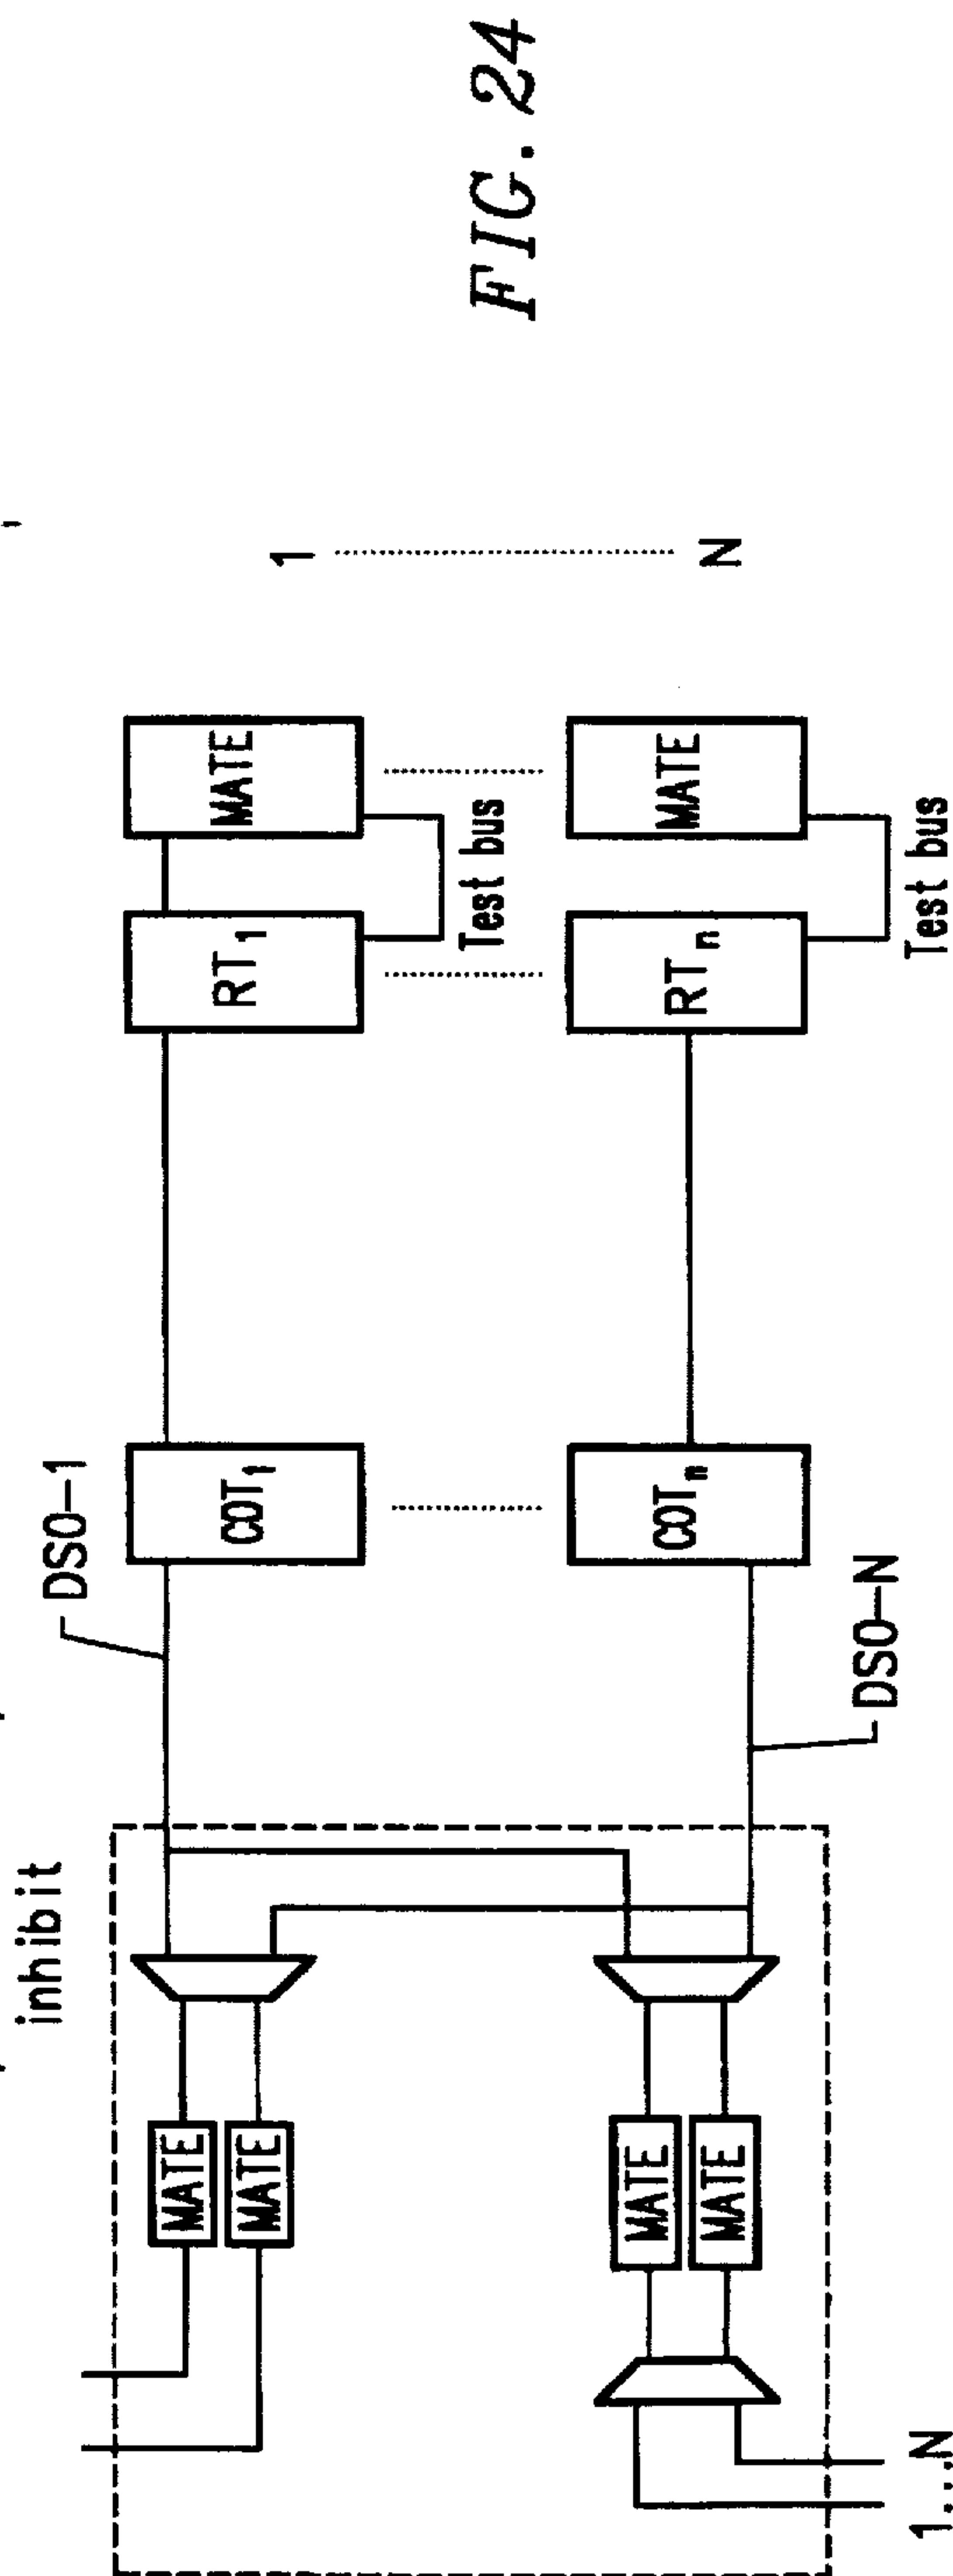 FIG. 24
inhibit
DSO-1
MATE
MATE
COT1
RT1
MATE
Test bus
1
MATE
MATE
COTn
RTn
MATE
Test bus
N
DSO-N
1...N